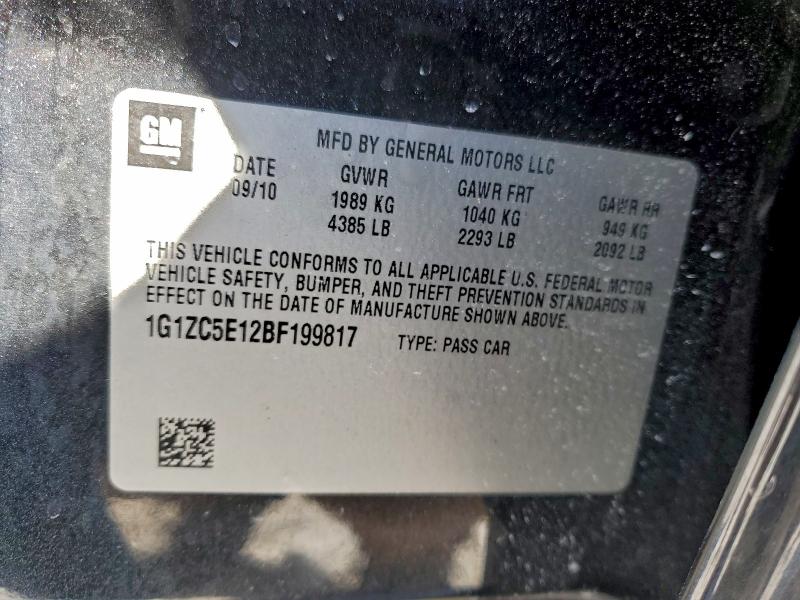 GM
MFD BY GENERAL MOTORS LLC
DATE GVWR GAWR FRT GAWR RR
09/10 1989 KG 1040 KG 949 KG
4385 LB 2293 LB 2092 LB
THIS VEHICLE CONFORMS TO ALL APPLICABLE U.S. FEDERAL MOTOR
VEHICLE SAFETY, BUMPER, AND THEFT PREVENTION STANDARDS IN
EFFECT ON THE DATE OF MANUFACTURE SHOWN ABOVE.
1G1ZC5E12BF199817 TYPE: PASS CAR